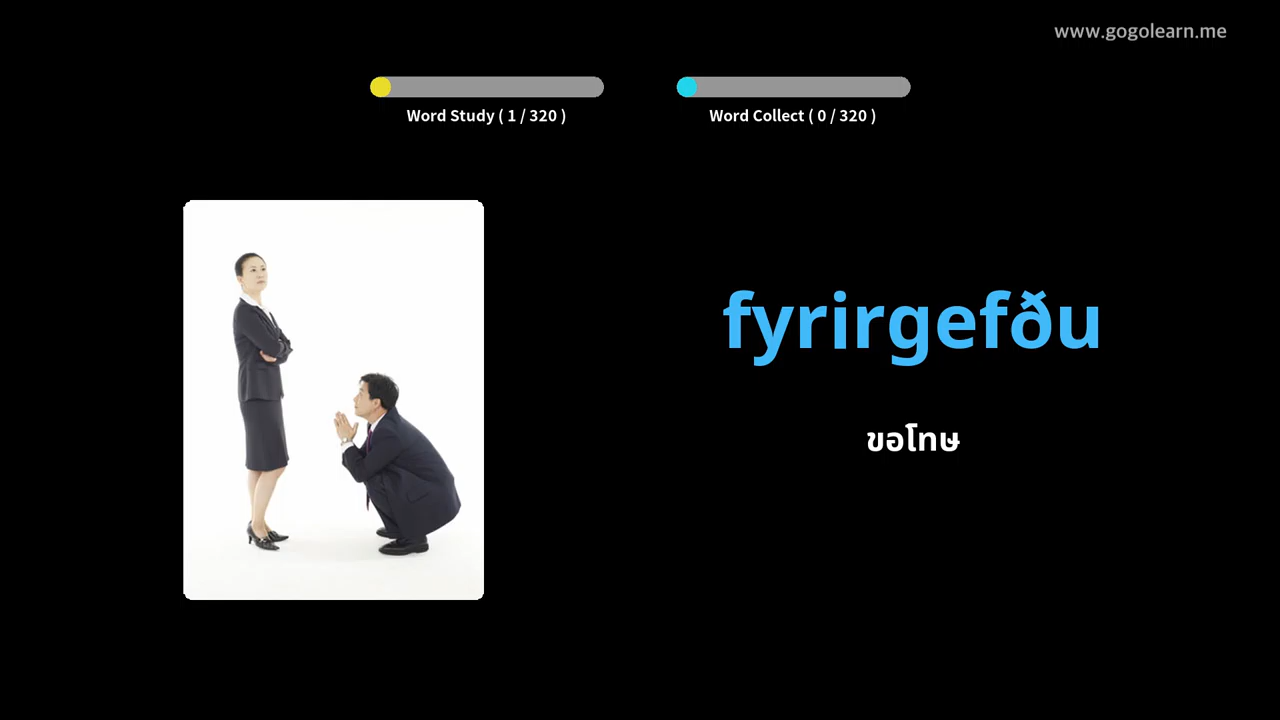 www.gogolearn.me
Word Study ( 1 / 320 )
Word Collect ( 0 / 320 )
fyrirgefðu
ขอโทษ